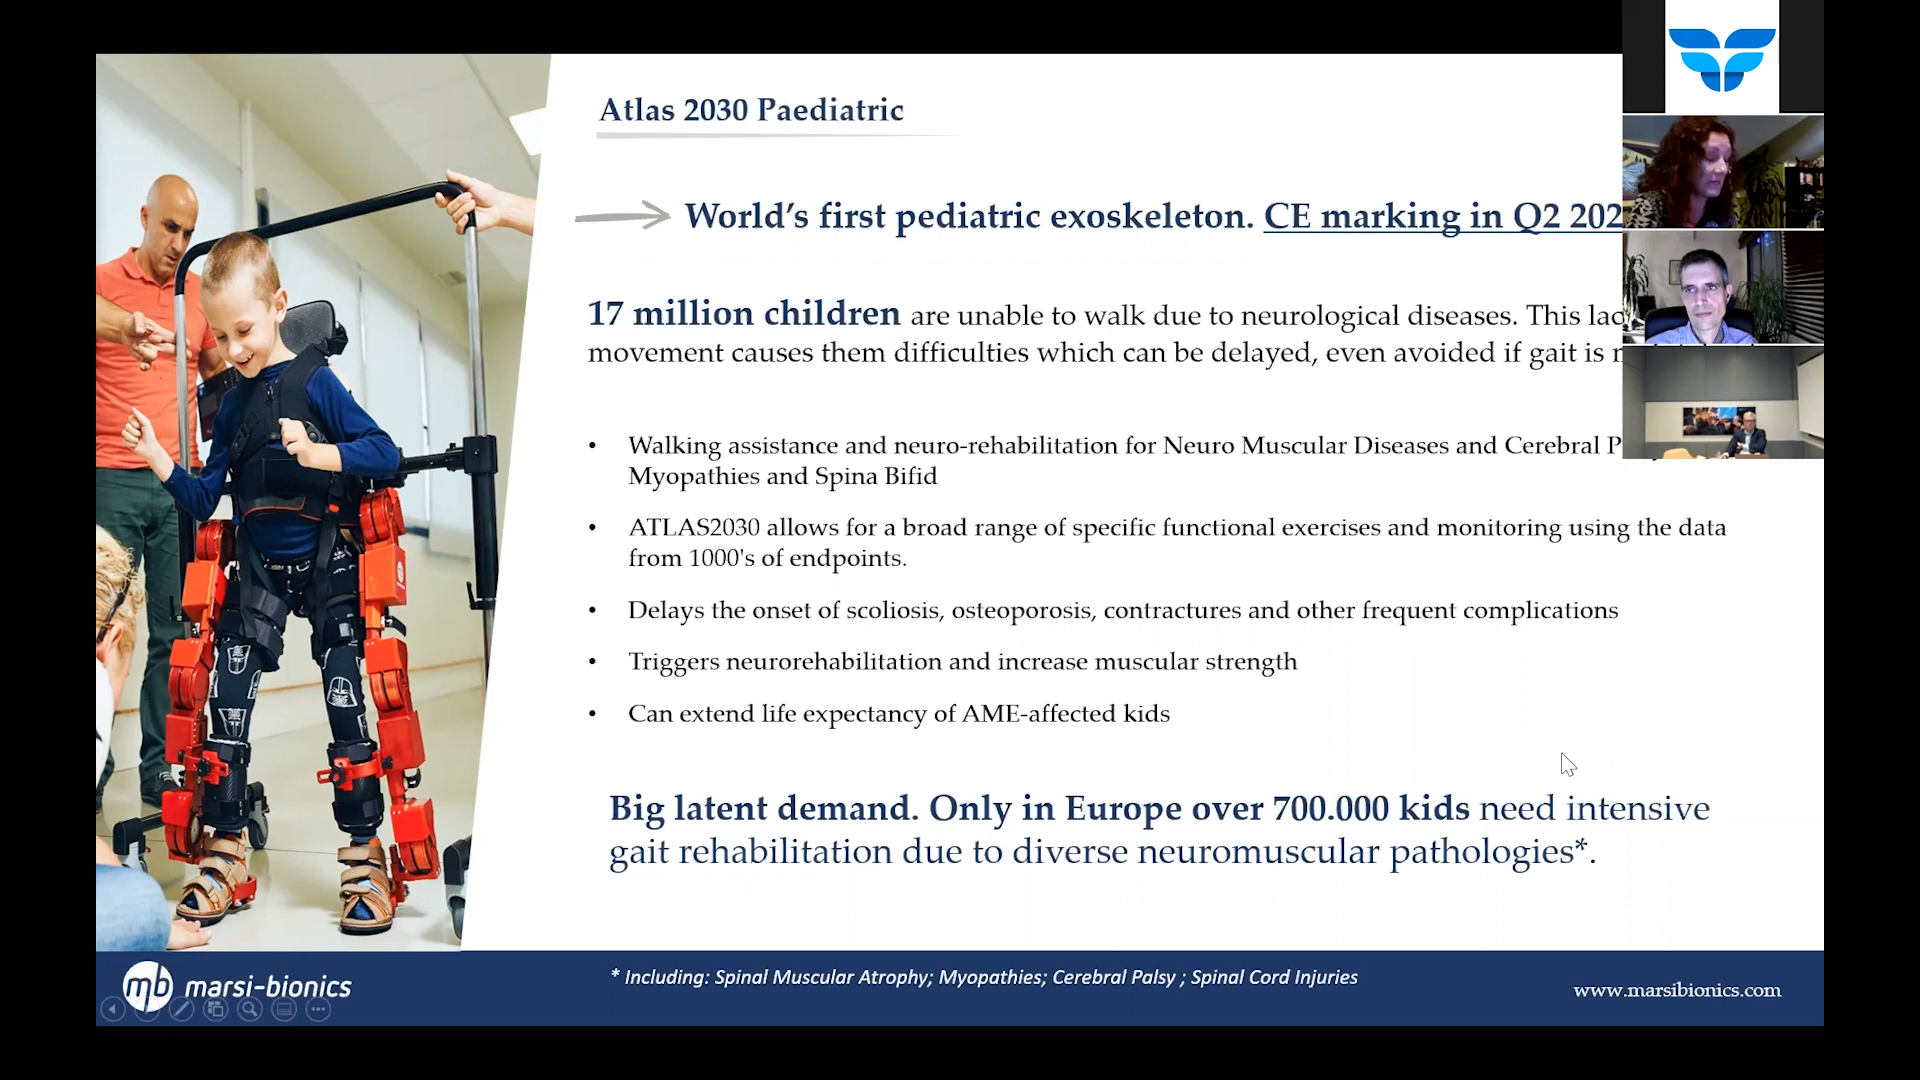 Atlas 2030 Paediatric
World's first pediatric exoskeleton. CE marking in Q2 202
17 million children are unable to walk due to neurological diseases. This
movement causes them difficulties which can be delayed, even avoided if gait is
• Walking assistance and neuro-rehabilitation for Neuro Muscular Diseases and Cerebral
Myopathies and Spina Bifid
• ATLAS2030 allows for a broad range of specific functional exercises and monitoring using the data
from 1000's of endpoints.
• Delays the onset of scoliosis, osteoporosis, contractures and other frequent complications
• Triggers neurorehabilitation and increase muscular strength
• Can extend life expectancy of AME-affected kids
Big latent demand. Only in Europe over 700.000 kids need intensive
gait rehabilitation due to diverse neuromuscular pathologies*.
mb marsi-bionics
* Including: Spinal Muscular Atrophy; Myopathies; Cerebral Palsy ; Spinal Cord Injuries
www.marsibionics.com